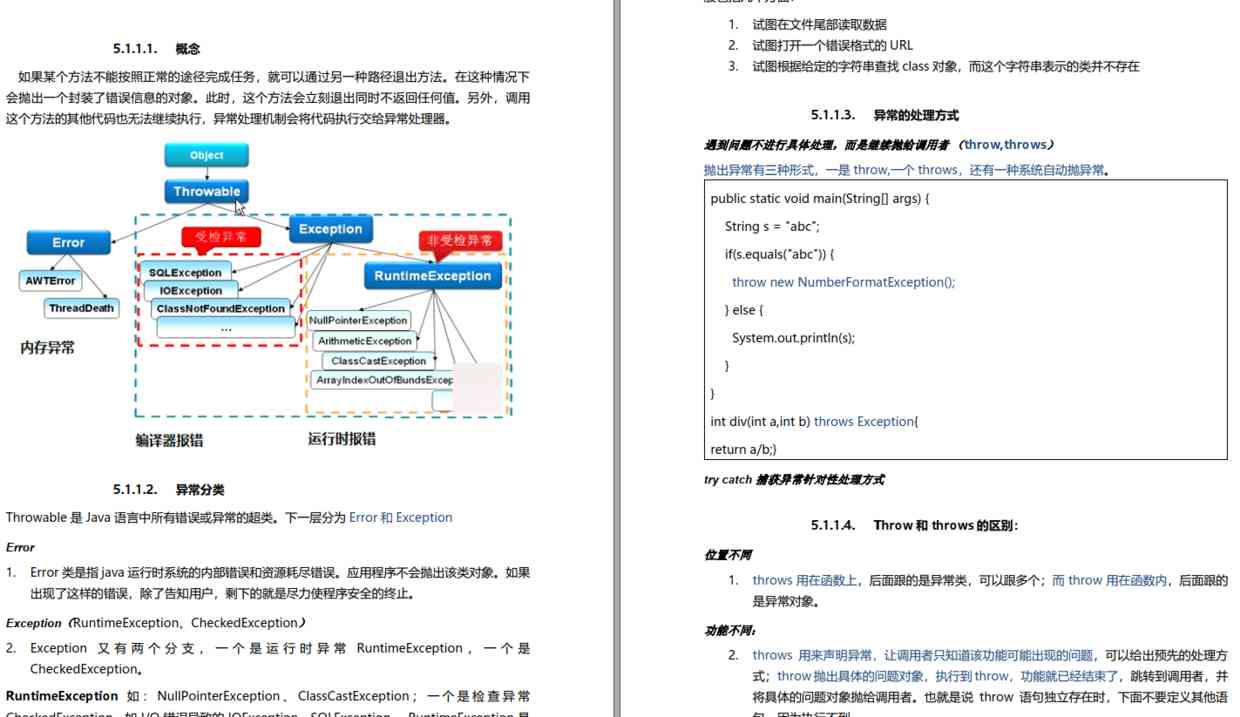 5.1.1.1. 概念
如果某个方法不能按照正常的途径完成任务，就可以通过另一种路径退出方法。在这种情况下
会抛出一个封装了错误信息的对象。此时，这个方法会立刻退出同时不返回任何值。另外，调用
这个方法的其他代码也无法继续执行，异常处理机制会将代码执行交给异常处理器。
Object
Throwable
Exception
Error
受检异常
非受检异常
AWTError
ThreadDeath
SQLException
IOException
ClassNotFoundException
...
RuntimeException
NullPointerException
ArithmeticException
ClassCastException
ArrayIndexOutOfBundsExcep
内存异常
编译器报错
运行时报错
5.1.1.2. 异常分类
Throwable 是 Java 语言中所有错误或异常的超类。下一层分为 Error 和 Exception
Error
1. Error 类是指 java 运行时系统的内部错误和资源耗尽错误。应用程序不会抛出该类对象。如果
出现了这样的错误，除了告知用户，剩下的就是尽力使程序安全的终止。
Exception（RuntimeException、CheckedException）
2. Exception 又有两个分支，一个是运行时异常 RuntimeException，一个是
CheckedException。
RuntimeException 如：NullPointerException、ClassCastException；一个是检查异常
CheckedException，如 I/O 错误导致的 IOException、SQLException。 RuntimeException 是
1. 试图在文件尾部读取数据
2. 试图打开一个错误格式的 URL
3. 试图根据给定的字符串查找 class 对象，而这个字符串表示的类并不存在
5.1.1.3. 异常的处理方式
遇到问题不进行具体处理，而是继续抛给调用者 （throw,throws）
抛出异常有三种形式，一是 throw,一个 throws，还有一种系统自动抛异常。
public static void main(String[] args) {
String s = "abc";
if(s.equals("abc")) {
throw new NumberFormatException();
} else {
System.out.println(s);
}
}
int div(int a,int b) throws Exception{
return a/b;}
try catch 捕获异常针对性处理方式
5.1.1.4. Throw 和 throws 的区别：
位置不同
1. throws 用在函数上，后面跟的是异常类，可以跟多个；而 throw 用在函数内，后面跟的
是异常对象。
功能不同：
2. throws 用来声明异常，让调用者只知道该功能可能出现的问题，可以给出预先的处理方
式；throw 抛出具体的问题对象，执行到 throw，功能就已经结束了，跳转到调用者，并
将具体的问题对象抛给调用者。也就是说 throw 语句独立存在时，下面不要定义其他语
句，因为执行不到